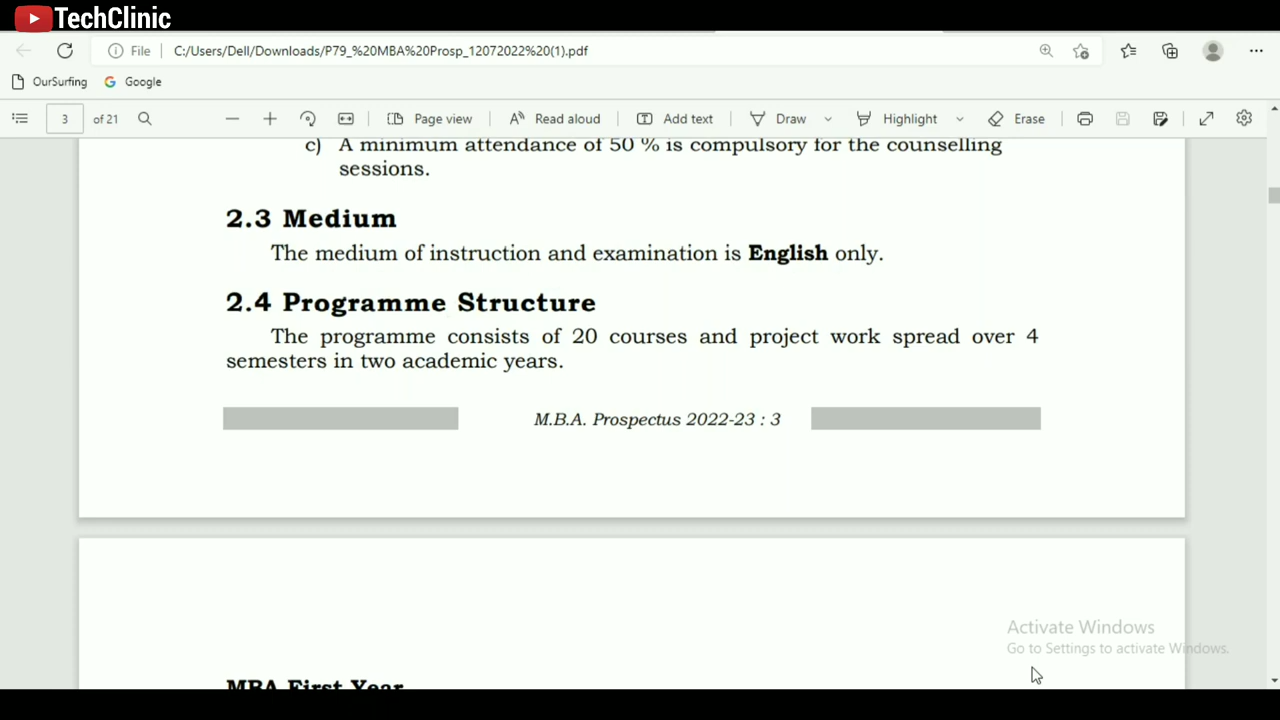 TechClinic
File C:/Users/Dell/Downloads/P79_%20MBA%20Prosp_12072022%20(1).pdf
OurSurfing Google
3 of 21 Page view Read aloud Add text Draw Highlight Erase
c) A minimum attendance of 50 % is compulsory for the counselling
sessions.
2.3 Medium
The medium of instruction and examination is English only.
2.4 Programme Structure
The programme consists of 20 courses and project work spread over 4
semesters in two academic years.
M.B.A. Prospectus 2022-23 : 3
Activate Windows
Go to Settings to activate Windows.
MBA First Year